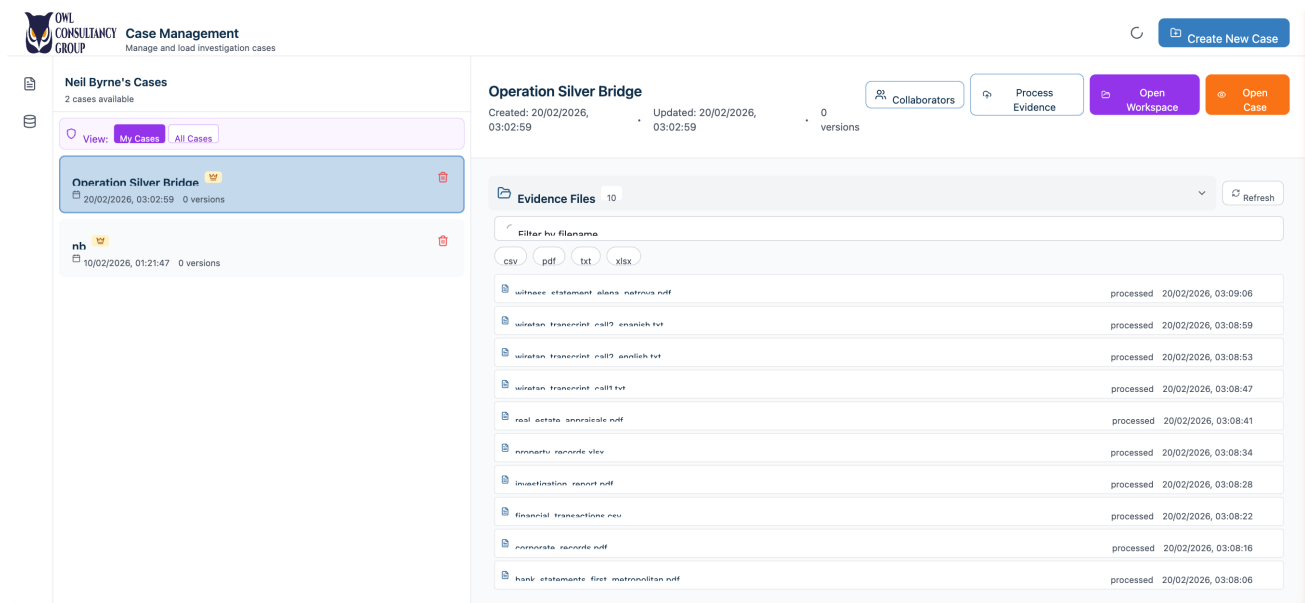 OWL
CONSULTANCY
GROUP
Case Management
Manage and load investigation cases
Create New Case
Neil Byrne's Cases
2 cases available
View: My Cases All Cases
Operation Silver Bridge
20/02/2026, 03:02:59 0 versions
nb
10/02/2026, 01:21:47 0 versions
Operation Silver Bridge
Created: 20/02/2026,
03:02:59
·
Updated: 20/02/2026,
03:02:59
·
0
versions
Collaborators
Process
Evidence
Open
Workspace
Open
Case
Evidence Files 10
Refresh
Filter by filename
csv pdf txt xlsx
witness_statement_elena_petrova.pdf processed 20/02/2026, 03:09:06
wiretap_transcript_call2_spanish.txt processed 20/02/2026, 03:08:59
wiretap_transcript_call2_english.txt processed 20/02/2026, 03:08:53
wiretap_transcript_call1.txt processed 20/02/2026, 03:08:47
real_estate_appraisals.pdf processed 20/02/2026, 03:08:41
property_records.xlsx processed 20/02/2026, 03:08:34
investigation_report.pdf processed 20/02/2026, 03:08:28
financial_transactions.csv processed 20/02/2026, 03:08:22
corporate_records.pdf processed 20/02/2026, 03:08:16
bank_statements_first_metropolitan.pdf processed 20/02/2026, 03:08:06